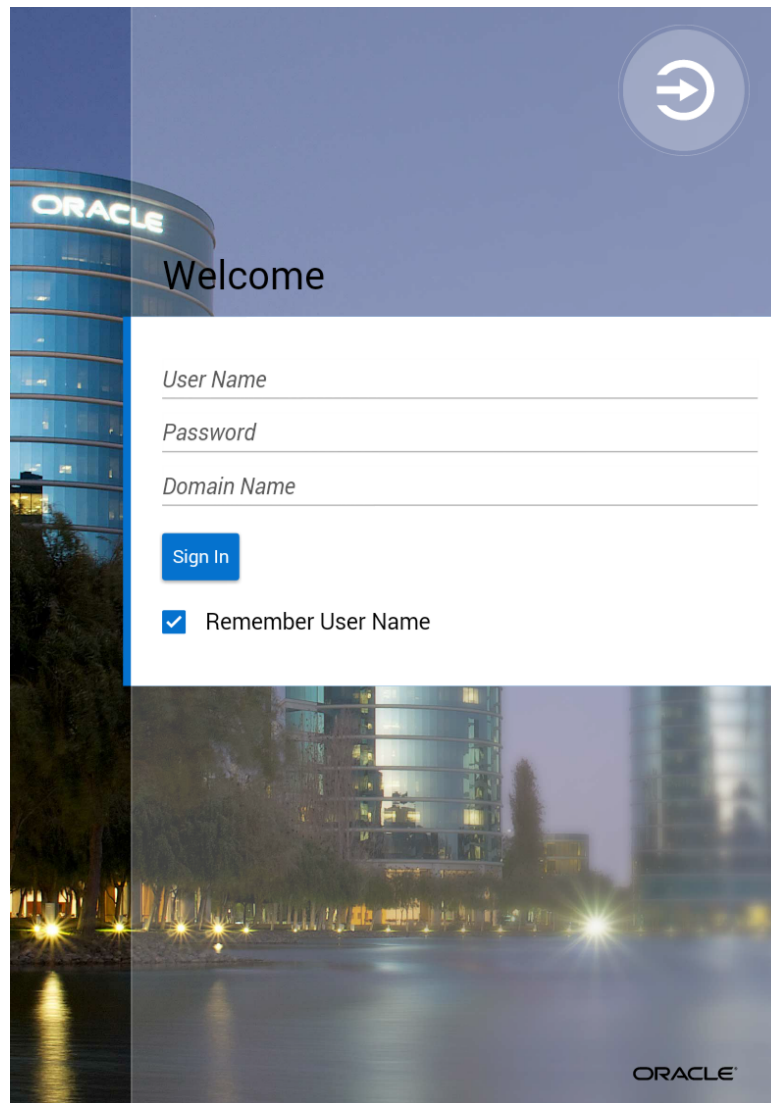 ORACLE
Welcome
User Name
Password
Domain Name
Sign In
Remember User Name
ORACLE